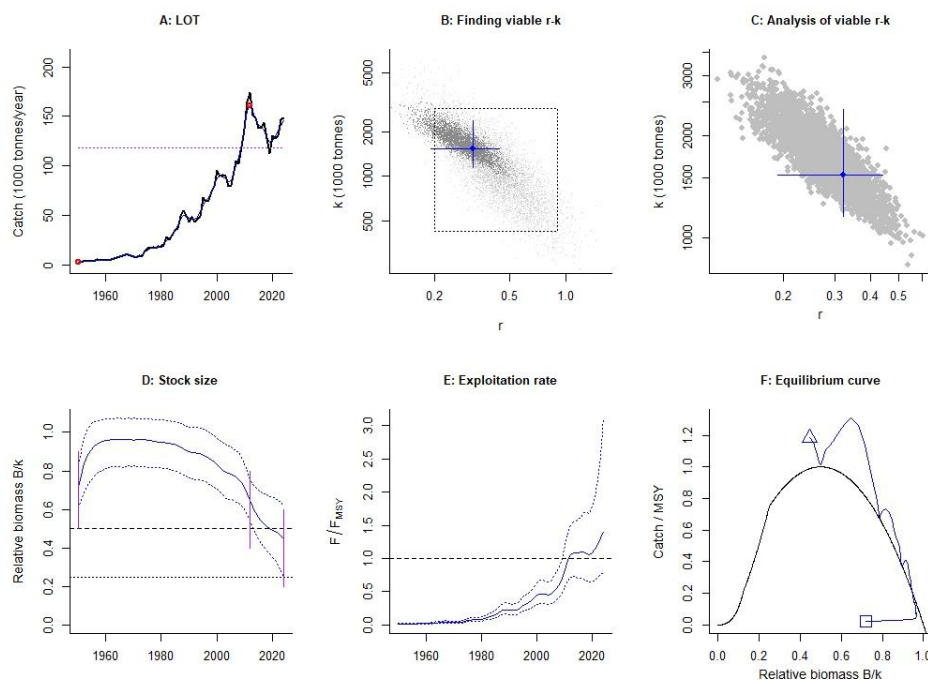 A: LOT
Catch (1000 tonnes/year)
0 50 100 150 200
1960 1980 2000 2020
B: Finding viable r-k
k (1000 tonnes)
500 1000 2000 5000
0.2 0.5 1.0
r
C: Analysis of viable r-k
k (1000 tonnes)
1000 1500 2000 3000
0.2 0.3 0.4 0.5
r
D: Stock size
Relative biomass B/k
0.0 0.2 0.4 0.6 0.8 1.0
1960 1980 2000 2020
E: Exploitation rate
F / FMSY
0.0 0.5 1.0 1.5 2.0 2.5 3.0
1960 1980 2000 2020
F: Equilibrium curve
Catch / MSY
0.0 0.2 0.4 0.6 0.8 1.0 1.2
0.0 0.2 0.4 0.6 0.8 1.0
Relative biomass B/k